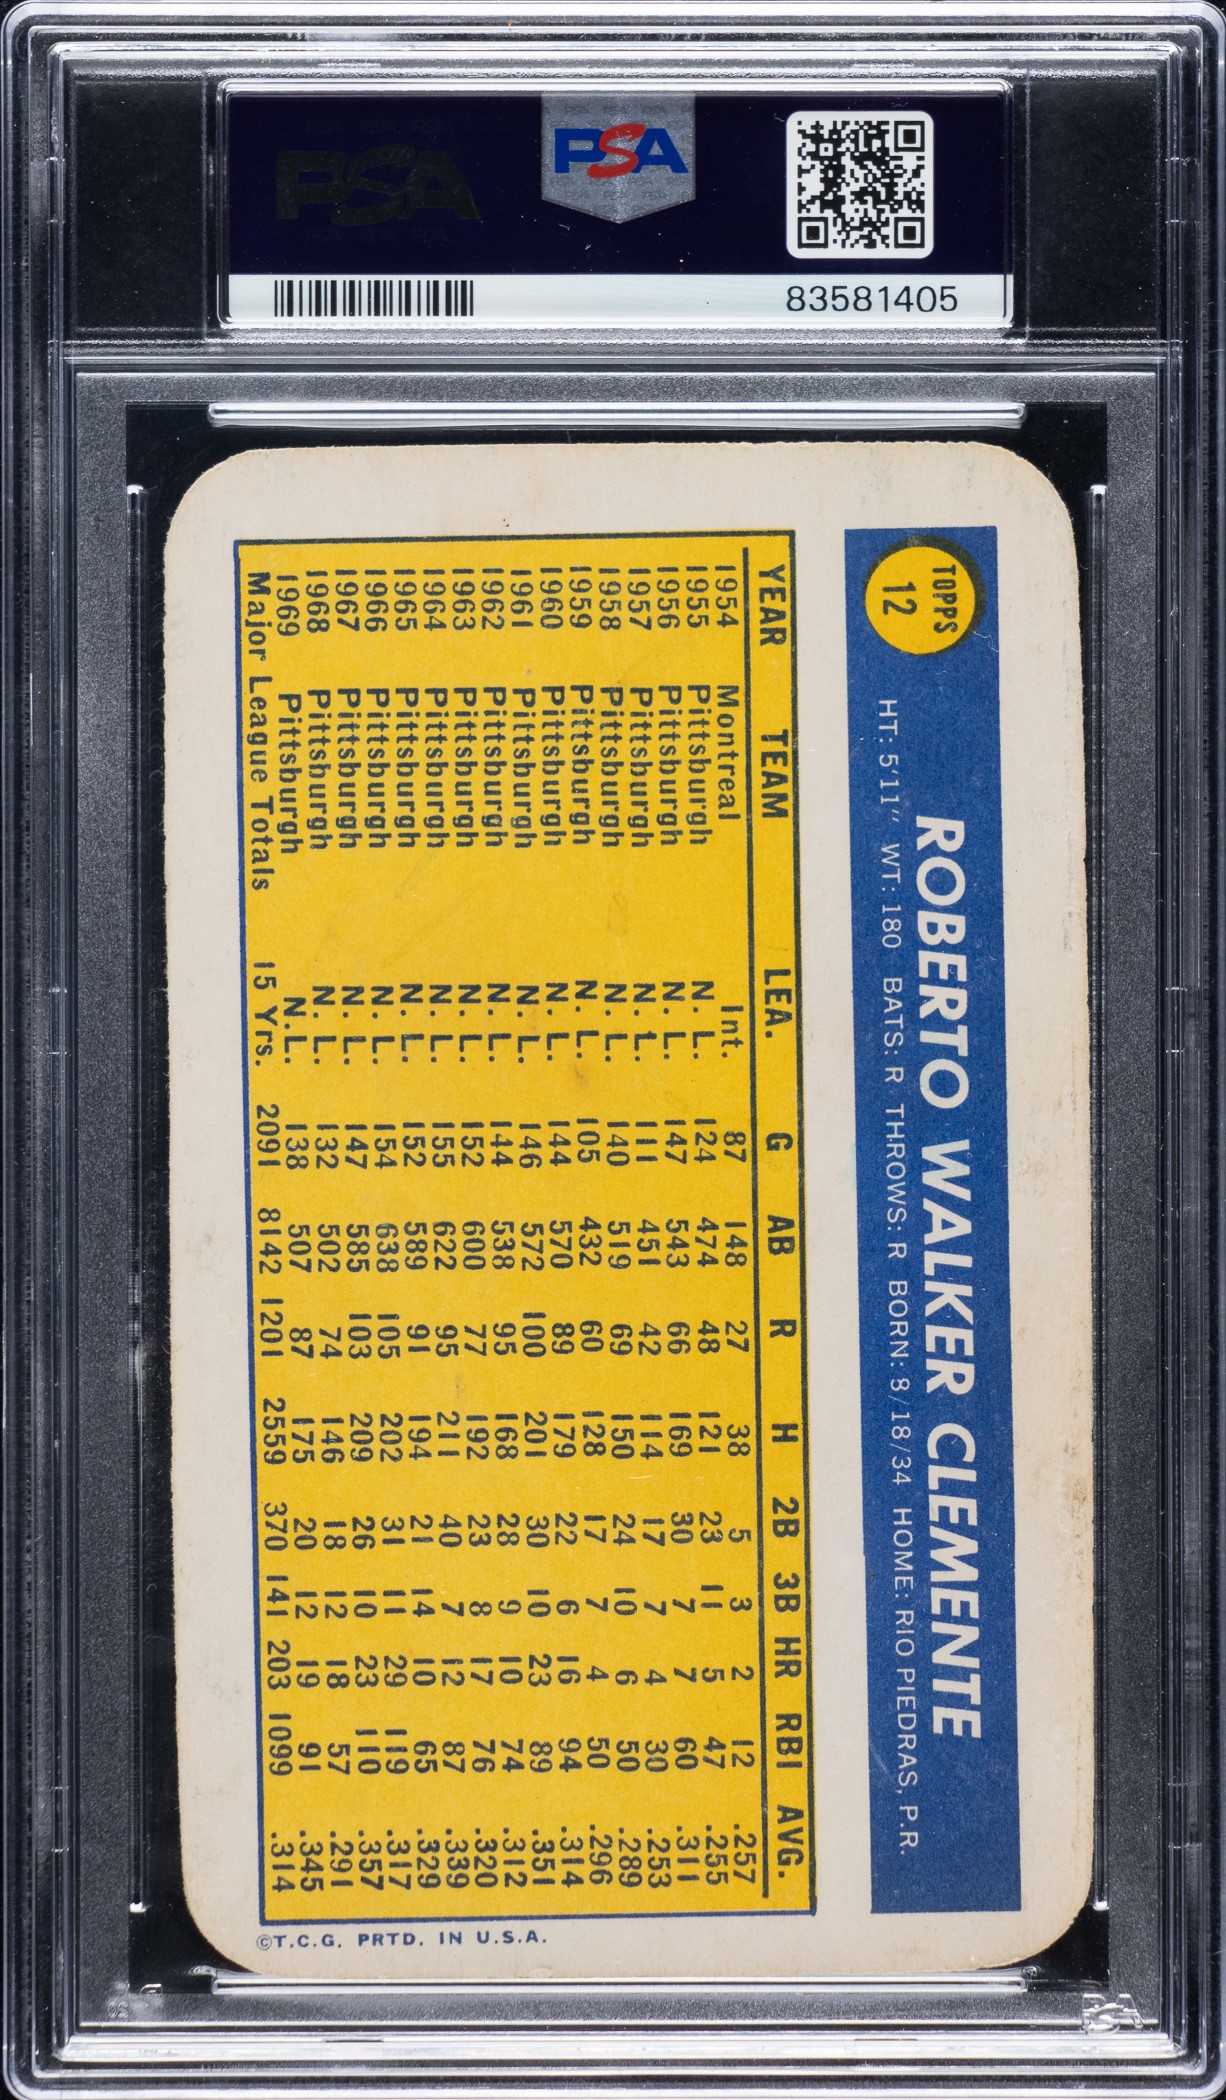 PSA
PSA
83581405
TOPPS
12
ROBERTO WALKER CLEMENTE
HT: 5'11" WT: 180 BATS: R THROWS: R BORN: 8/18/34 HOME: RIO PIEDRAS, P.R.
YEAR TEAM LEA. G AB R H 2B 3B HR RBI AVG.
1954 Montreal Int. 87 148 27 38 5 3 2 12 .257
1955 Pittsburgh N. L. 124 474 48 121 23 11 5 47 .255
1956 Pittsburgh N. L. 147 543 66 169 30 7 7 60 .311
1957 Pittsburgh N. L. 111 451 42 114 17 7 4 30 .253
1958 Pittsburgh N. L. 140 519 69 150 24 10 6 50 .289
1959 Pittsburgh N. L. 105 432 60 128 17 7 4 50 .296
1960 Pittsburgh N. L. 144 570 89 179 22 6 16 94 .314
1961 Pittsburgh N. L. 146 572 100 201 30 10 23 89 .351
1962 Pittsburgh N. L. 144 538 95 168 28 9 10 74 .312
1963 Pittsburgh N. L. 152 600 77 192 23 8 17 76 .320
1964 Pittsburgh N. L. 155 622 95 211 40 7 12 87 .339
1965 Pittsburgh N. L. 152 589 91 194 21 14 10 65 .329
1966 Pittsburgh N. L. 154 638 105 202 31 11 29 119 .317
1967 Pittsburgh N. L. 147 585 103 209 26 10 23 110 .357
1968 Pittsburgh N. L. 132 502 74 146 18 12 18 57 .291
1969 Pittsburgh N.L. 138 507 87 175 20 12 19 91 .345
Major League Totals 15 Yrs. 2091 8142 1201 2559 370 141 203 1099 .314
©T.C.G. PRTD. IN U.S.A.
PSA